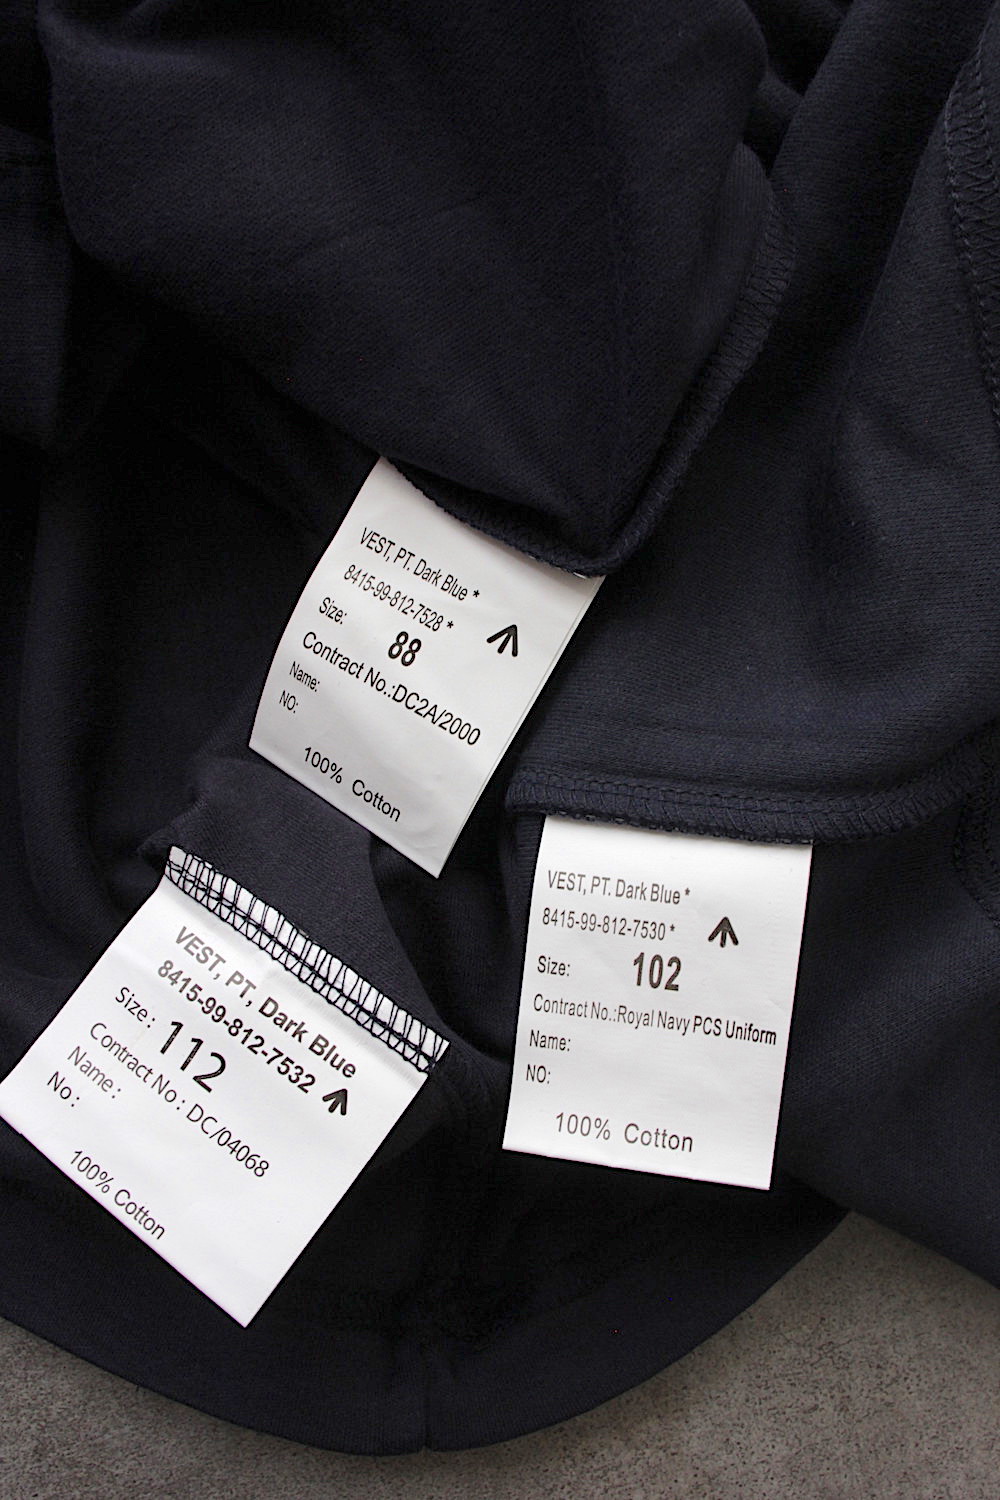 VEST, PT. Dark Blue *
8415-99-812-7528 *
Size: 88
Contract No.:DC2A/2000
Name:
NO:
100% Cotton
VEST, PT. Dark Blue *
8415-99-812-7530 *
Size: 102
Contract No.:Royal Navy PCS Uniform
Name:
NO:
100% Cotton
VEST, PT, Dark Blue
8415-99-812-7532
Size: 112
Contract No: DC/04068
Name:
No:
100% Cotton